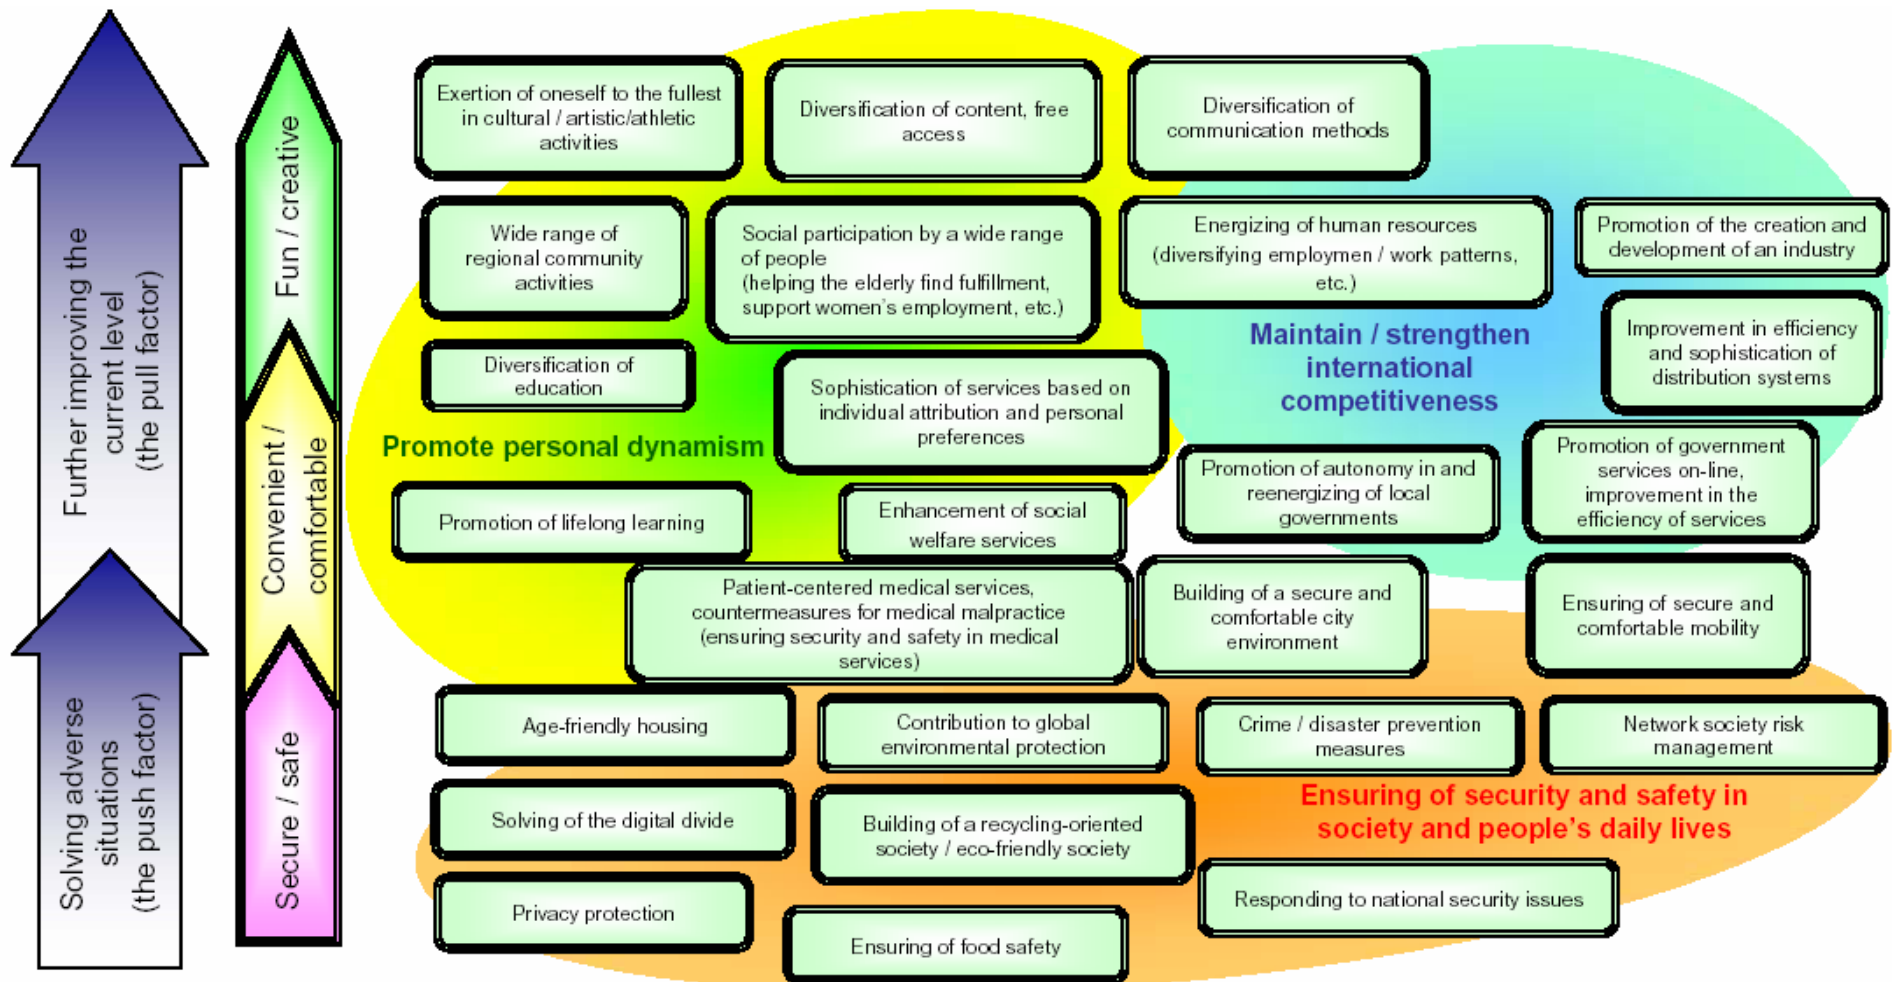 Further improving the
current level
(the pull factor)
Solving adverse
situations
(the push factor)
Fun / creative
Convenient /
comfortable
Secure / safe
Exertion of oneself to the fullest
in cultural / artistic/athletic
activities
Diversification of content, free
access
Diversification of
communication methods
Wide range of
regional community
activities
Social participation by a wide range
of people
(helping the elderly find fulfillment,
support women's employment, etc.)
Energizing of human resources
(diversifying employmen / work patterns,
etc.)
Promotion of the creation and
development of an industry
Maintain / strengthen
international
competitiveness
Improvement in efficiency
and sophistication of
distribution systems
Diversification of
education
Sophistication of services based on
individual attribution and personal
preferences
Promote personal dynamism
Promotion of autonomy in and
reenergizing of local
governments
Promotion of government
services on-line,
improvement in the
efficiency of services
Promotion of lifelong learning
Enhancement of social
welfare services
Patient-centered medical services,
countermeasures for medical malpractice
(ensuring security and safety in medical
services)
Building of a secure and
comfortable city
environment
Ensuring of secure and
comfortable mobility
Age-friendly housing
Contribution to global
environmental protection
Crime / disaster prevention
measures
Network society risk
management
Ensuring of security and safety in
society and people's daily lives
Solving of the digital divide
Building of a recycling-oriented
society / eco-friendly society
Responding to national security issues
Privacy protection
Ensuring of food safety